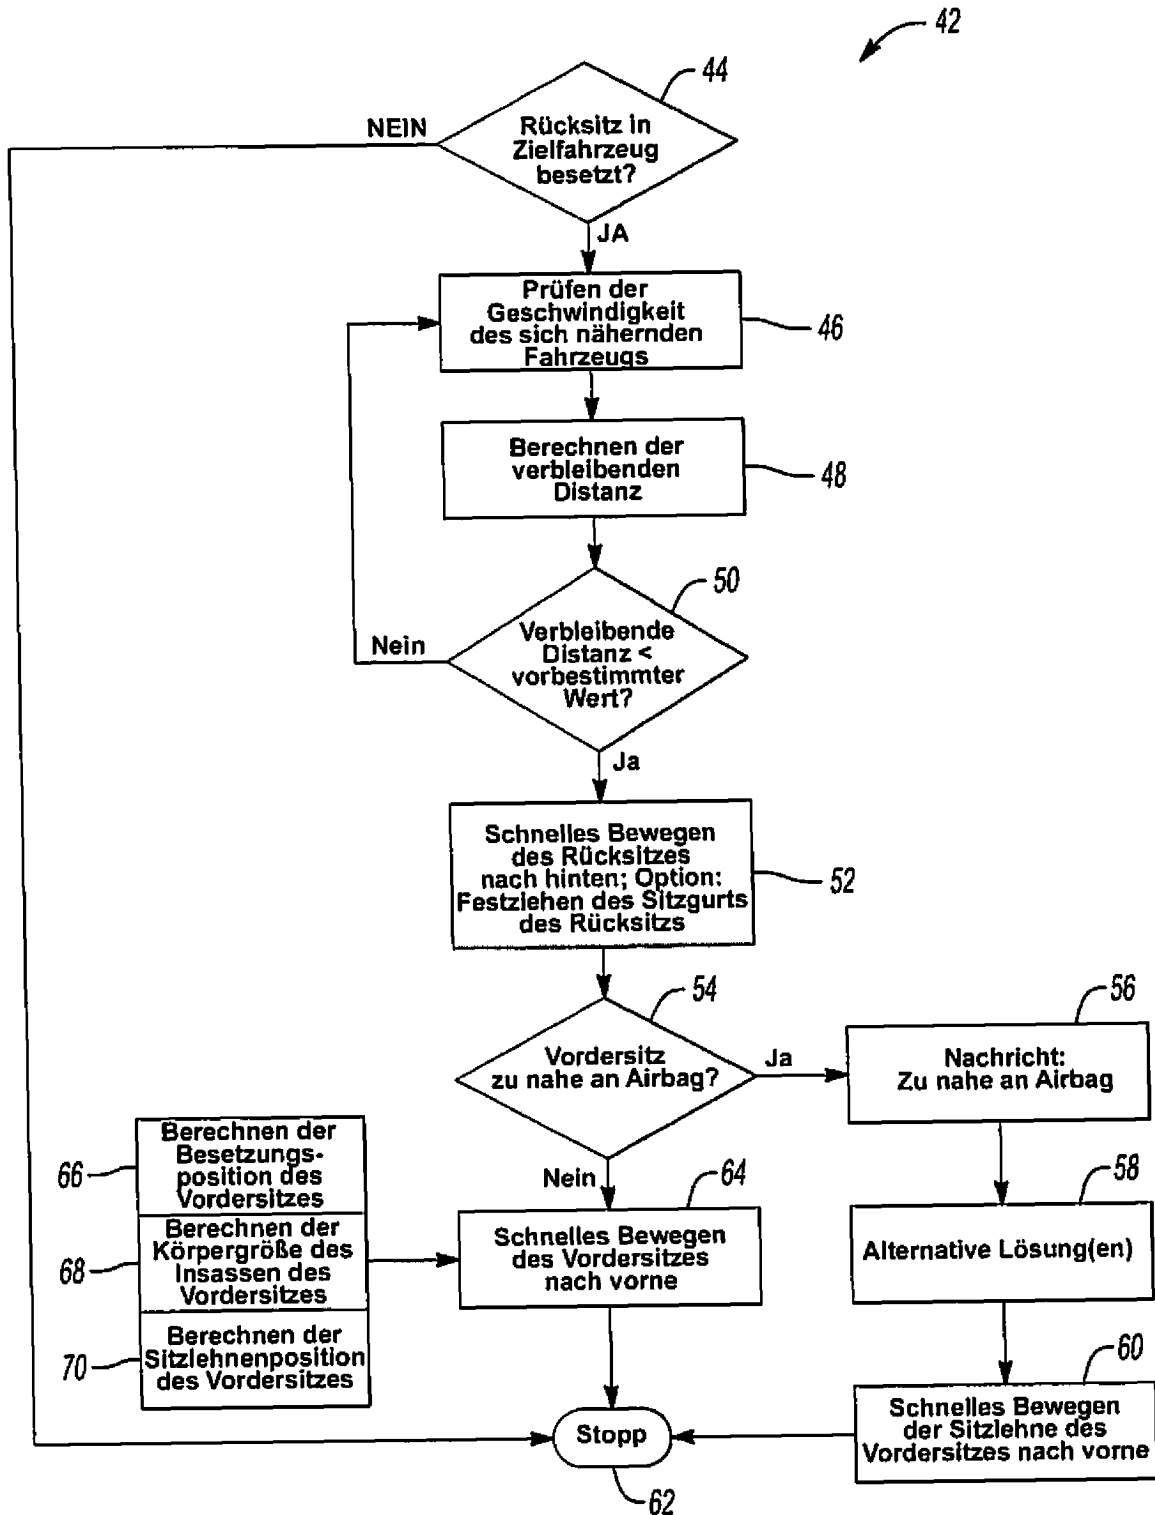 42
44
NEIN
Rücksitz in
Zielfahrzeug
besetzt?
JA
Prüfen der
Geschwindigkeit
des sich nähernden
Fahrzeugs
46
Berechnen der
verbleibenden
Distanz
48
50
Nein
Verbleibende
Distanz <
vorbestimmter
Wert?
Ja
Schnelles Bewegen
des Rücksitzes
nach hinten; Option:
Festziehen des Sitzgurts
des Rücksitzs
52
54
Vordersitz
zu nahe an Airbag?
Ja
56
Nachricht:
Zu nahe an Airbag
Nein
58
Alternative Lösung(en)
64
Schnelles Bewegen
des Vordersitzes
nach vorne
66
Berechnen der
Besetzungs-
position des
Vordersitzes
68
Berechnen der
Körpergröße des
Insassen des
Vordersitzes
70
Berechnen der
Sitzlehnenposition
des Vordersitzes
60
Schnelles Bewegen
der Sitzlehne des
Vordersitzes nach vorne
Stopp
62